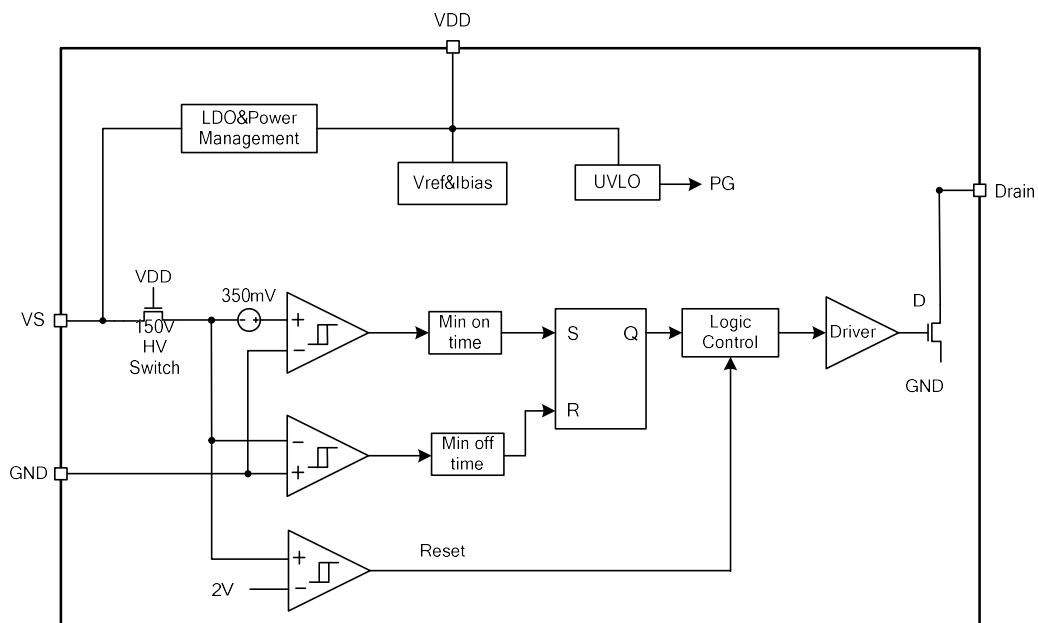 VDD
LDO&Power
Management
Vref&Ibias
UVLO
PG
Drain
VDD
350mV
VS
150V
HV
Switch
+
−
Min on
time
S
Q
R
Logic
Control
Driver
D
GND
GND
−
+
Min off
time
Reset
+
2V
−
- +